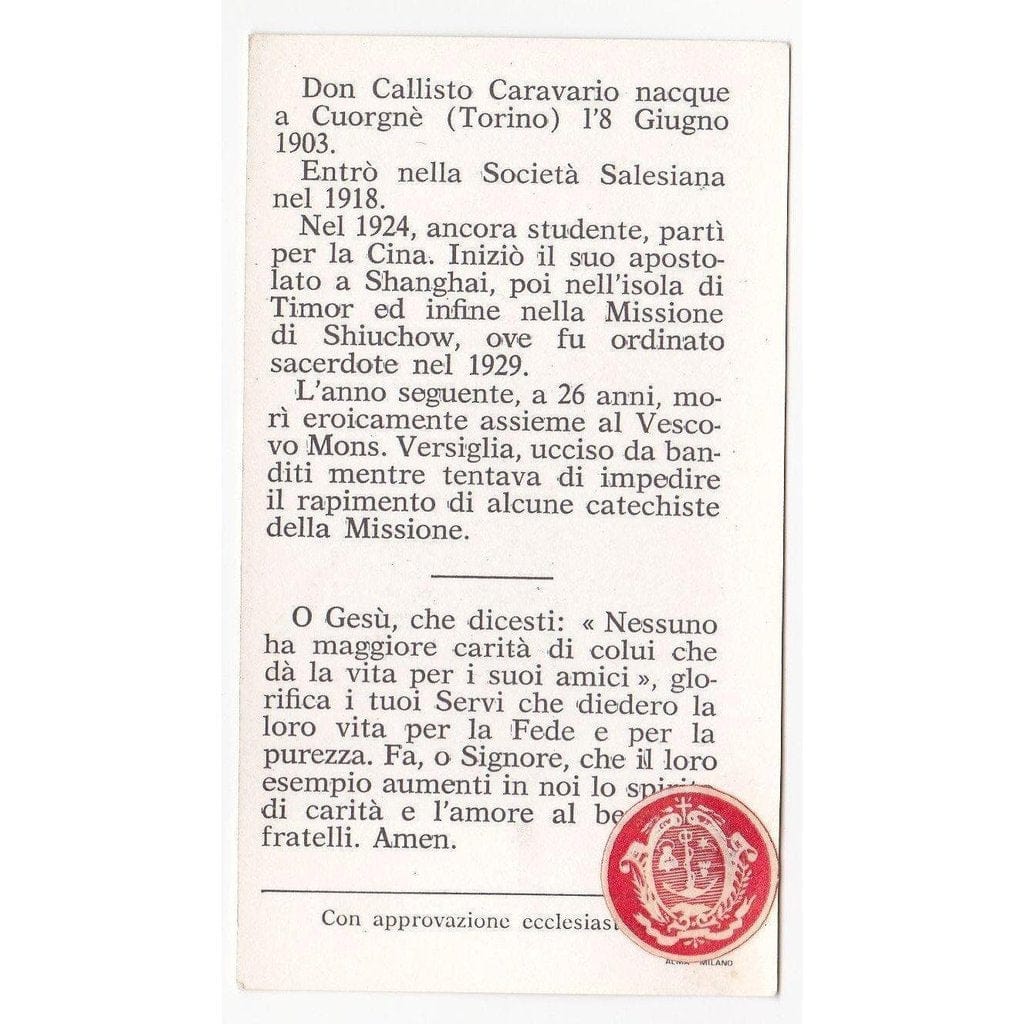 Don Callisto Caravario nacque
a Cuorgnè (Torino) l'8 Giugno
1903.
Entrò nella Società Salesiana
nel 1918.
Nel 1924, ancora studente, partì
per la Cina. Iniziò il suo aposto-
lato a Shanghai, poi nell'isola di
Timor ed infine nella Missione
di Shiuchow, ove fu ordinato
sacerdote nel 1929.
L'anno seguente, a 26 anni, mo-
rì eroicamente assieme al Vesco-
vo Mons. Versiglia, ucciso da ban-
diti mentre tentava di impedire
il rapimento di alcune catechiste
della Missione.
O Gesù, che dicesti: « Nessuno
ha maggiore carità di colui che
dà la vita per i suoi amici », glo-
rifica i tuoi Servi che diedero la
loro vita per la Fede e per la
purezza. Fa, o Signore, che il loro
esempio aumenti in noi lo spirito
di carità e l'amore al
fratelli. Amen.
Con approvazione
MILANO